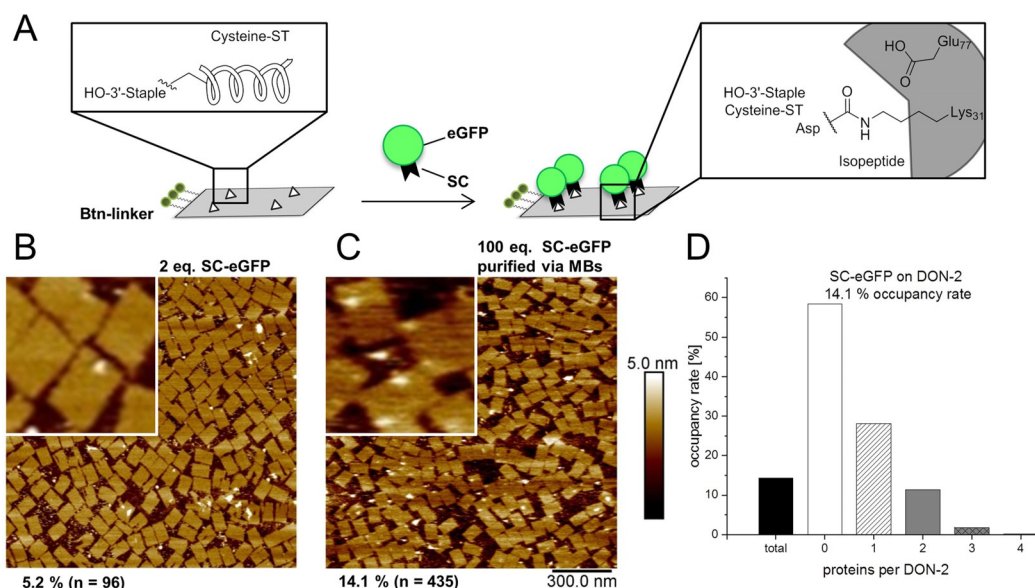 A
Cysteine-ST
HO-3'-Staple
Btn-linker
eGFP
SC
HO
O
Glu77
HO-3'-Staple
Cysteine-ST
Asp
O
N
H
Lys31
Isopeptide
B
2 eq. SC-eGFP
5.2 % (n = 96)
C
100 eq. SC-eGFP
purified via MBs
14.1 % (n = 435)
300.0 nm
5.0 nm
D
SC-eGFP on DON-2
14.1 % occupancy rate
occupancy rate [%]
60
50
40
30
20
10
0
total 0 1 2 3 4
proteins per DON-2